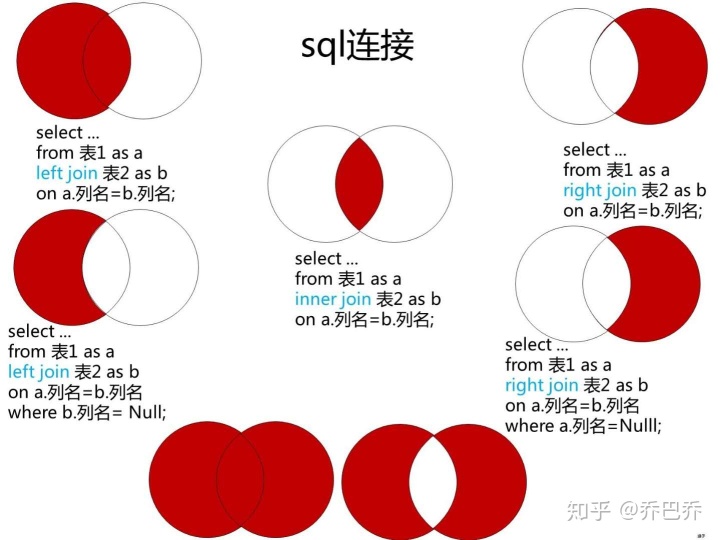 sql连接
select ...
from 表1 as a
left join 表2 as b
on a.列名=b.列名;
select ...
from 表1 as a
right join 表2 as b
on a.列名=b.列名;
select ...
from 表1 as a
inner join 表2 as b
on a.列名=b.列名;
select ...
from 表1 as a
left join 表2 as b
on a.列名=b.列名
where b.列名= Null;
select ...
from 表1 as a
right join 表2 as b
on a.列名=b.列名
where a.列名=Nulll;
知乎 @乔巴乔